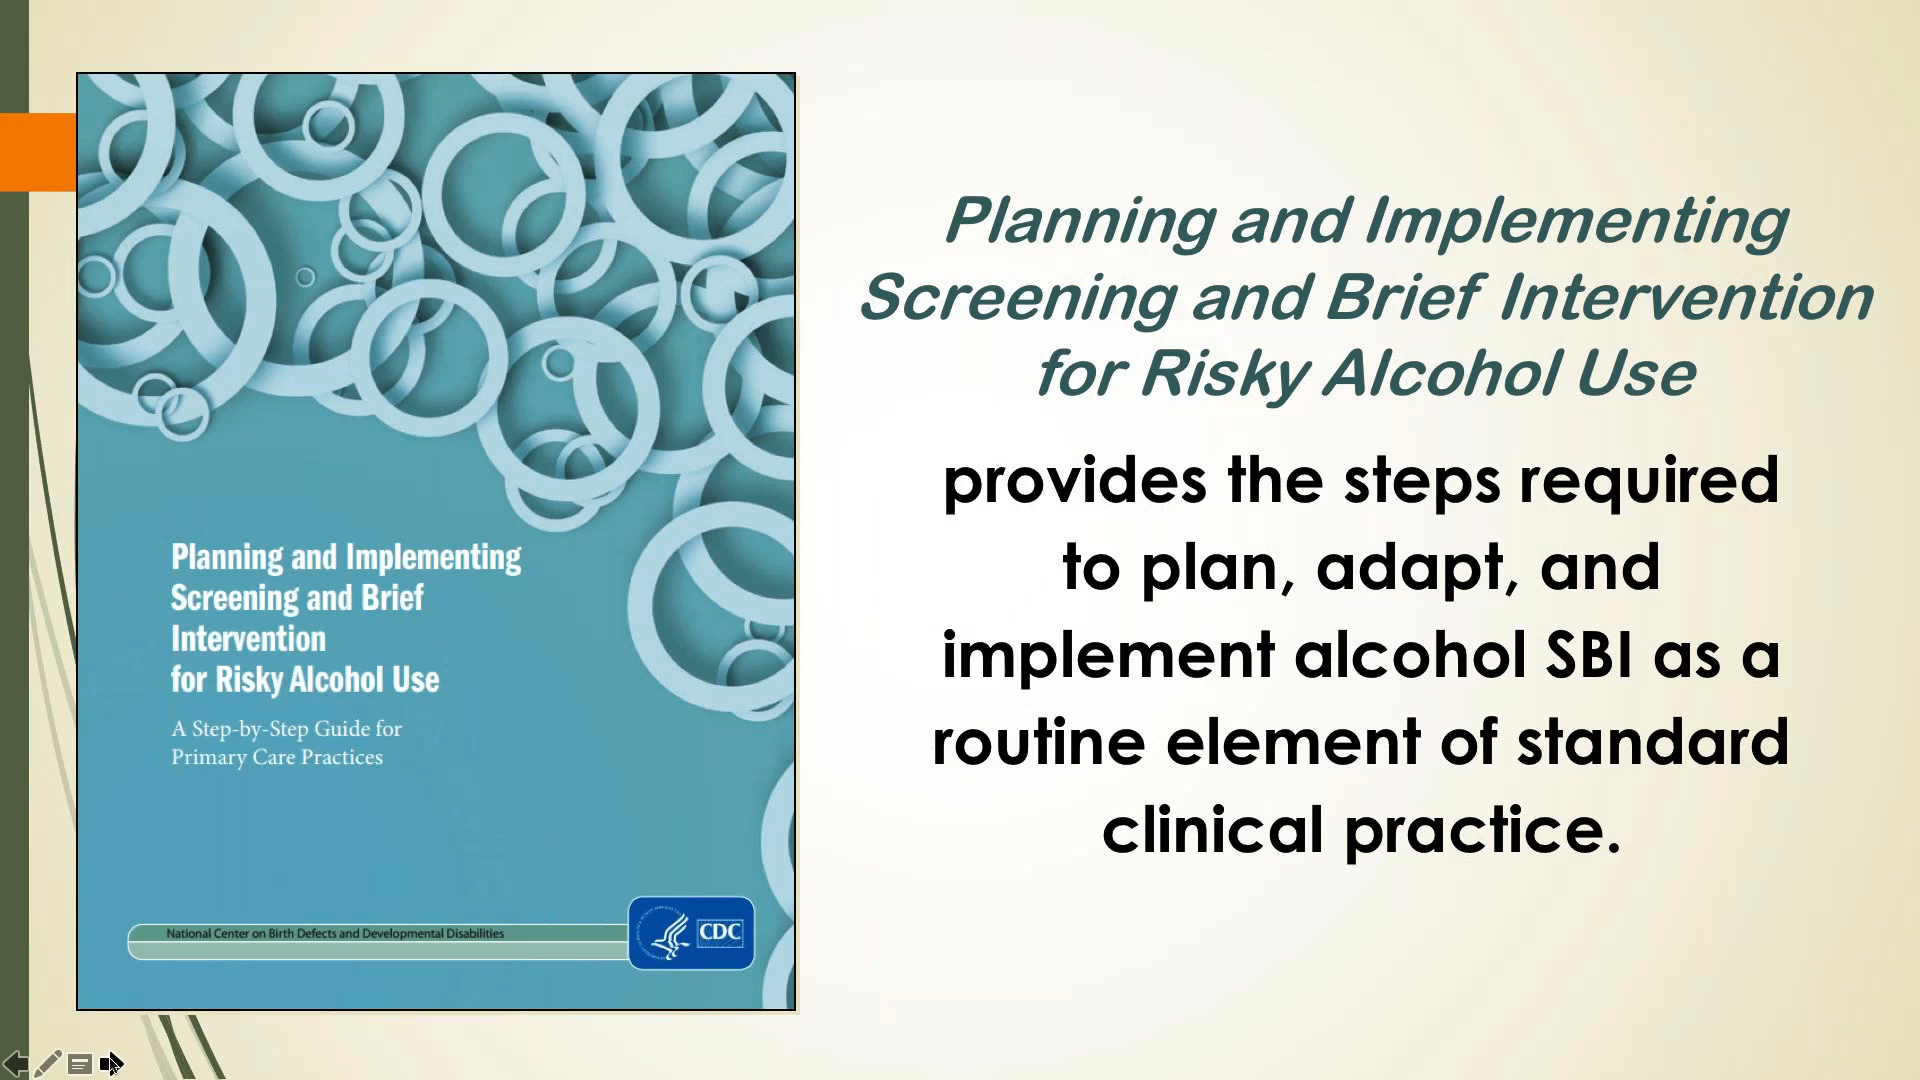 Planning and Implementing
Screening and Brief
Intervention
for Risky Alcohol Use
A Step-by-Step Guide for
Primary Care Practices
National Center on Birth Defects and Developmental Disabilities
CDC
Planning and Implementing
Screening and Brief Intervention
for Risky Alcohol Use
provides the steps required
to plan, adapt, and
implement alcohol SBI as a
routine element of standard
clinical practice.